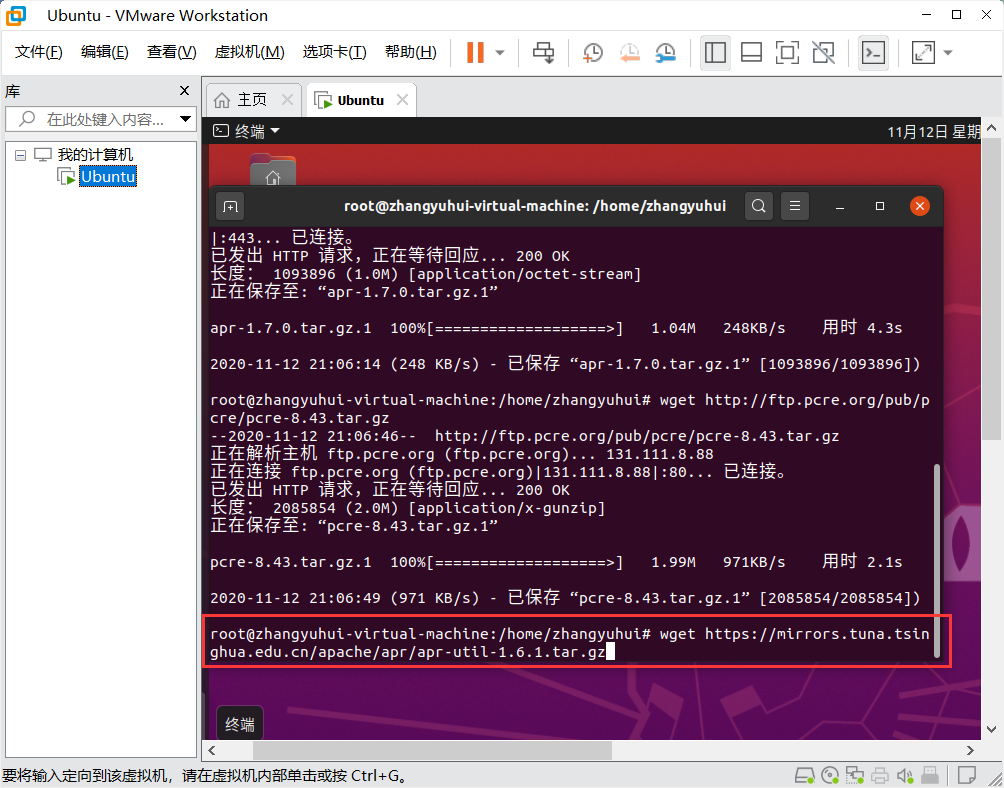 Ubuntu - VMware Workstation
文件(F) 编辑(E) 查看(V) 虚拟机(M) 选项卡(T) 帮助(H)
库
在此处键入内容...
我的计算机
Ubuntu
主页
Ubuntu
终端
11月12日 星期
root@zhangyuhui-virtual-machine: /home/zhangyuhui
|:443... 已连接。
已发出 HTTP 请求，正在等待回应... 200 OK
长度： 1093896 (1.0M) [application/octet-stream]
正在保存至: “apr-1.7.0.tar.gz.1”
apr-1.7.0.tar.gz.1 100%[===================>] 1.04M 248KB/s 用时 4.3s
2020-11-12 21:06:14 (248 KB/s) - 已保存 “apr-1.7.0.tar.gz.1” [1093896/1093896])
root@zhangyuhui-virtual-machine:/home/zhangyuhui# wget http://ftp.pcre.org/pub/p
cre/pcre-8.43.tar.gz
--2020-11-12 21:06:46-- http://ftp.pcre.org/pub/pcre/pcre-8.43.tar.gz
正在解析主机 ftp.pcre.org (ftp.pcre.org)... 131.111.8.88
正在连接 ftp.pcre.org (ftp.pcre.org)|131.111.8.88|:80... 已连接。
已发出 HTTP 请求，正在等待回应... 200 OK
长度： 2085854 (2.0M) [application/x-gunzip]
正在保存至: “pcre-8.43.tar.gz.1”
pcre-8.43.tar.gz.1 100%[===================>] 1.99M 971KB/s 用时 2.1s
2020-11-12 21:06:49 (971 KB/s) - 已保存 “pcre-8.43.tar.gz.1” [2085854/2085854])
root@zhangyuhui-virtual-machine:/home/zhangyuhui# wget https://mirrors.tuna.tsin
ghua.edu.cn/apache/apr/apr-util-1.6.1.tar.gz
终端
要将输入定向到该虚拟机，请在虚拟机内部单击或按 Ctrl+G。